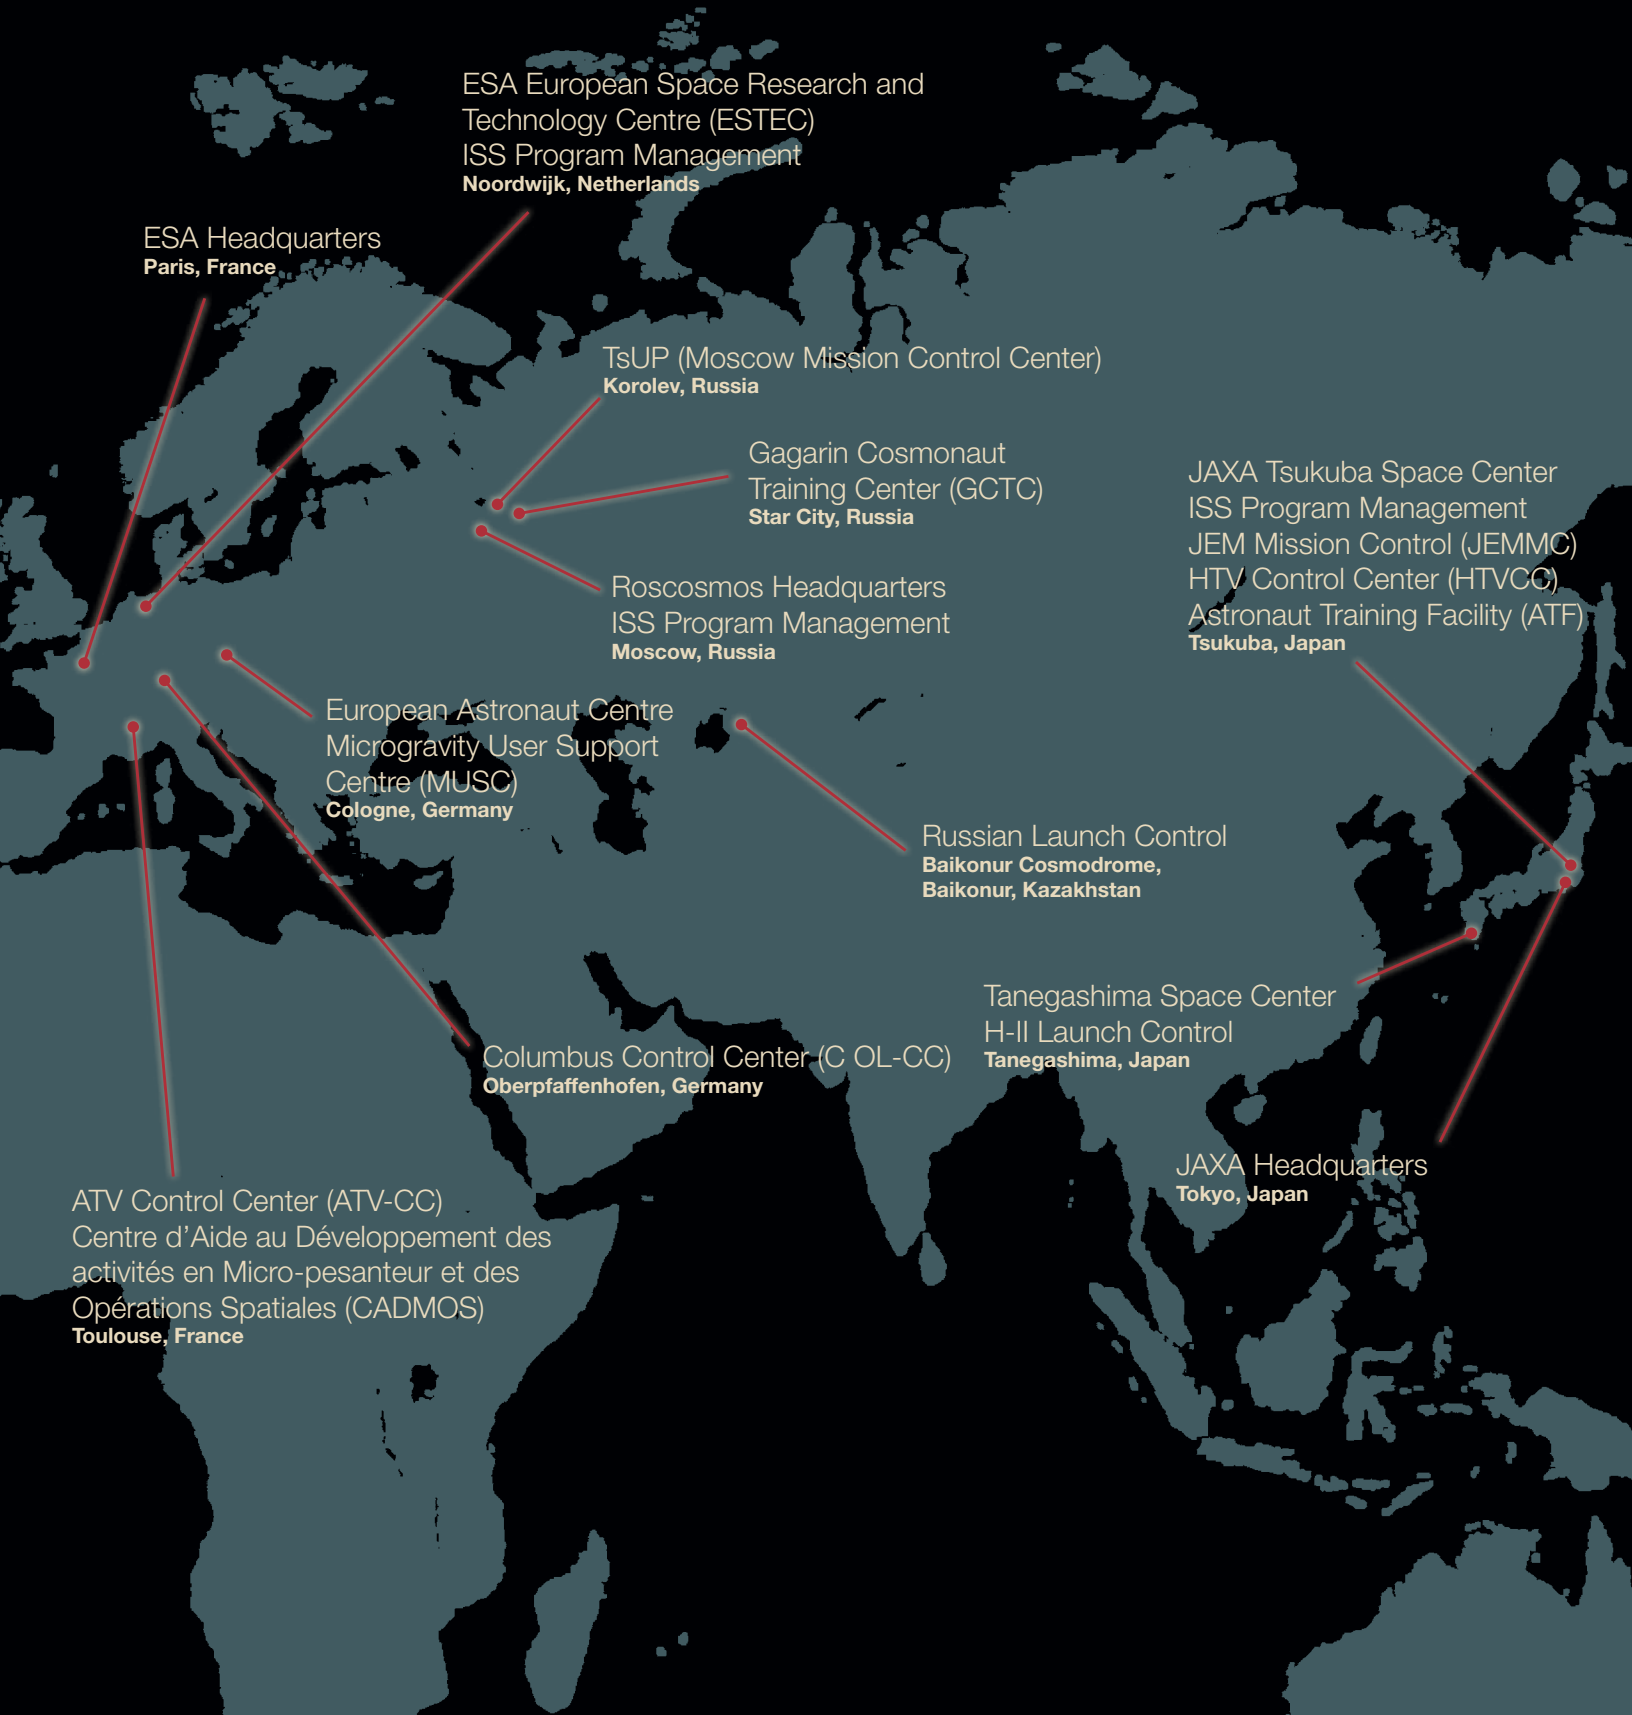 ESA European Space Research and
Technology Centre (ESTEC)
ISS Program Management
Noordwijk, Netherlands
ESA Headquarters
Paris, France
TsUP (Moscow Mission Control Center)
Korolev, Russia
Gagarin Cosmonaut
Training Center (GCTC)
Star City, Russia
JAXA Tsukuba Space Center
ISS Program Management
JEM Mission Control (JEMMC)
HTV Control Center (HTVCC)
Astronaut Training Facility (ATF)
Tsukuba, Japan
Roscosmos Headquarters
ISS Program Management
Moscow, Russia
European Astronaut Centre
Microgravity User Support
Centre (MUSC)
Cologne, Germany
Russian Launch Control
Baikonur Cosmodrome,
Baikonur, Kazakhstan
Tanegashima Space Center
H-II Launch Control
Tanegashima, Japan
Columbus Control Center (C OL-CC)
Oberpfaffenhofen, Germany
JAXA Headquarters
Tokyo, Japan
ATV Control Center (ATV-CC)
Centre d’Aide au Développement des
activités en Micro-pesanteur et des
Opérations Spatiales (CADMOS)
Toulouse, France